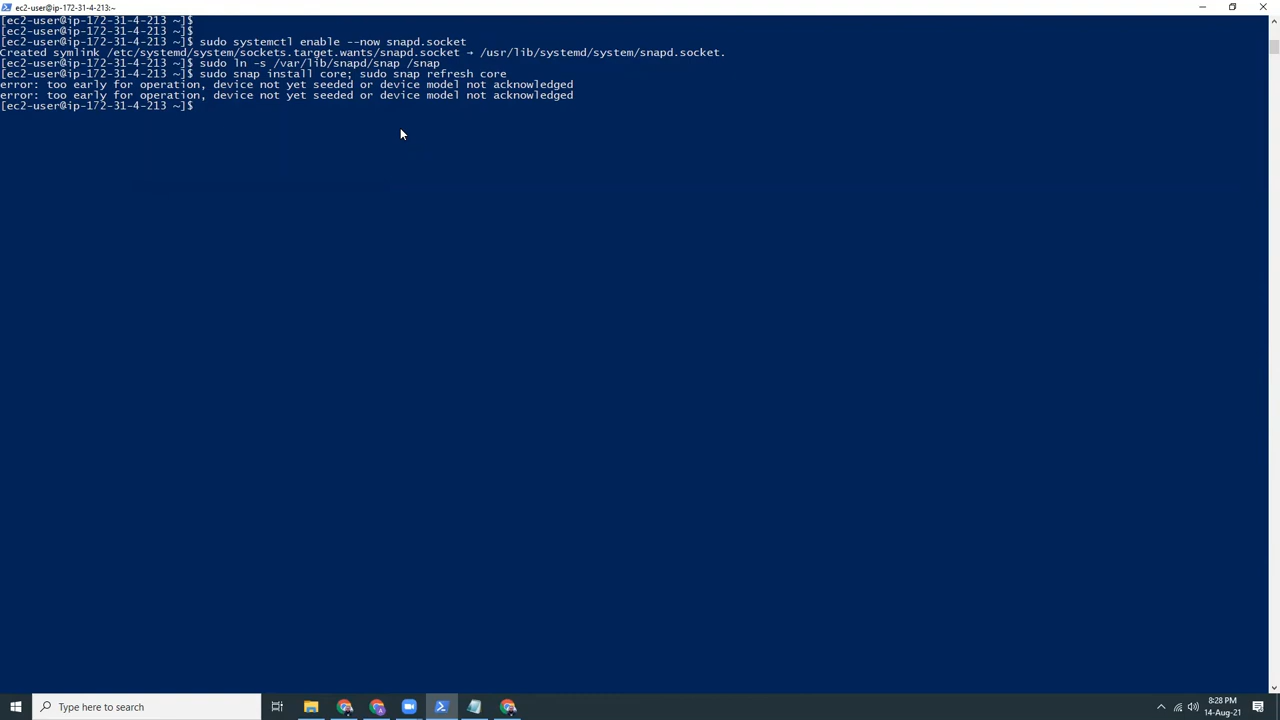 ec2-user@ip-172-31-4-213:~
[ec2-user@ip-172-31-4-213 ~]$
[ec2-user@ip-172-31-4-213 ~]$
[ec2-user@ip-172-31-4-213 ~]$ sudo systemctl enable --now snapd.socket
Created symlink /etc/systemd/system/sockets.target.wants/snapd.socket → /usr/lib/systemd/system/snapd.socket.
[ec2-user@ip-172-31-4-213 ~]$ sudo ln -s /var/lib/snapd/snap /snap
[ec2-user@ip-172-31-4-213 ~]$ sudo snap install core; sudo snap refresh core
error: too early for operation, device not yet seeded or device model not acknowledged
error: too early for operation, device not yet seeded or device model not acknowledged
[ec2-user@ip-172-31-4-213 ~]$
Type here to search
8:28 PM
14-Aug-21